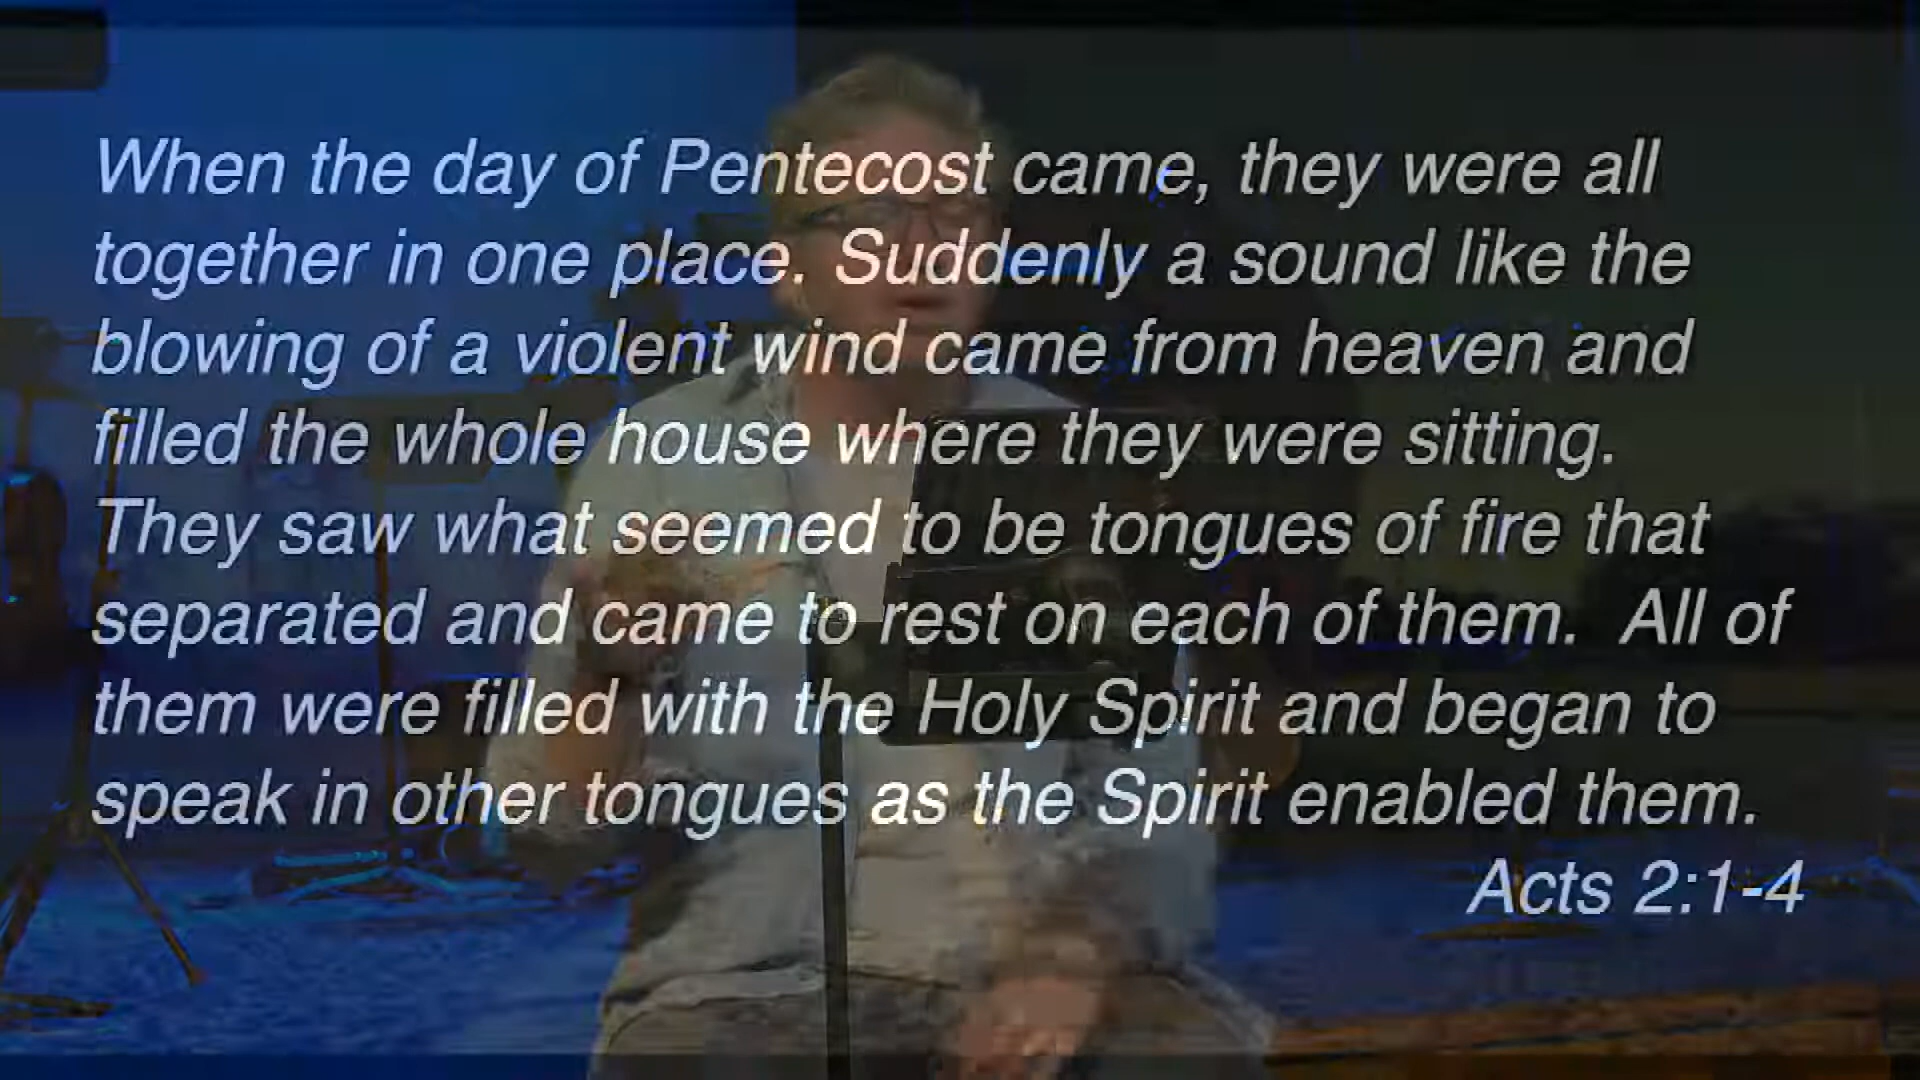 When the day of Pentecost came, they were all
together in one place. Suddenly a sound like the
blowing of a violent wind came from heaven and
filled the whole house where they were sitting.
They saw what seemed to be tongues of fire that
separated and came to rest on each of them.  All of
them were filled with the Holy Spirit and began to
speak in other tongues as the Spirit enabled them.
Acts 2:1-4